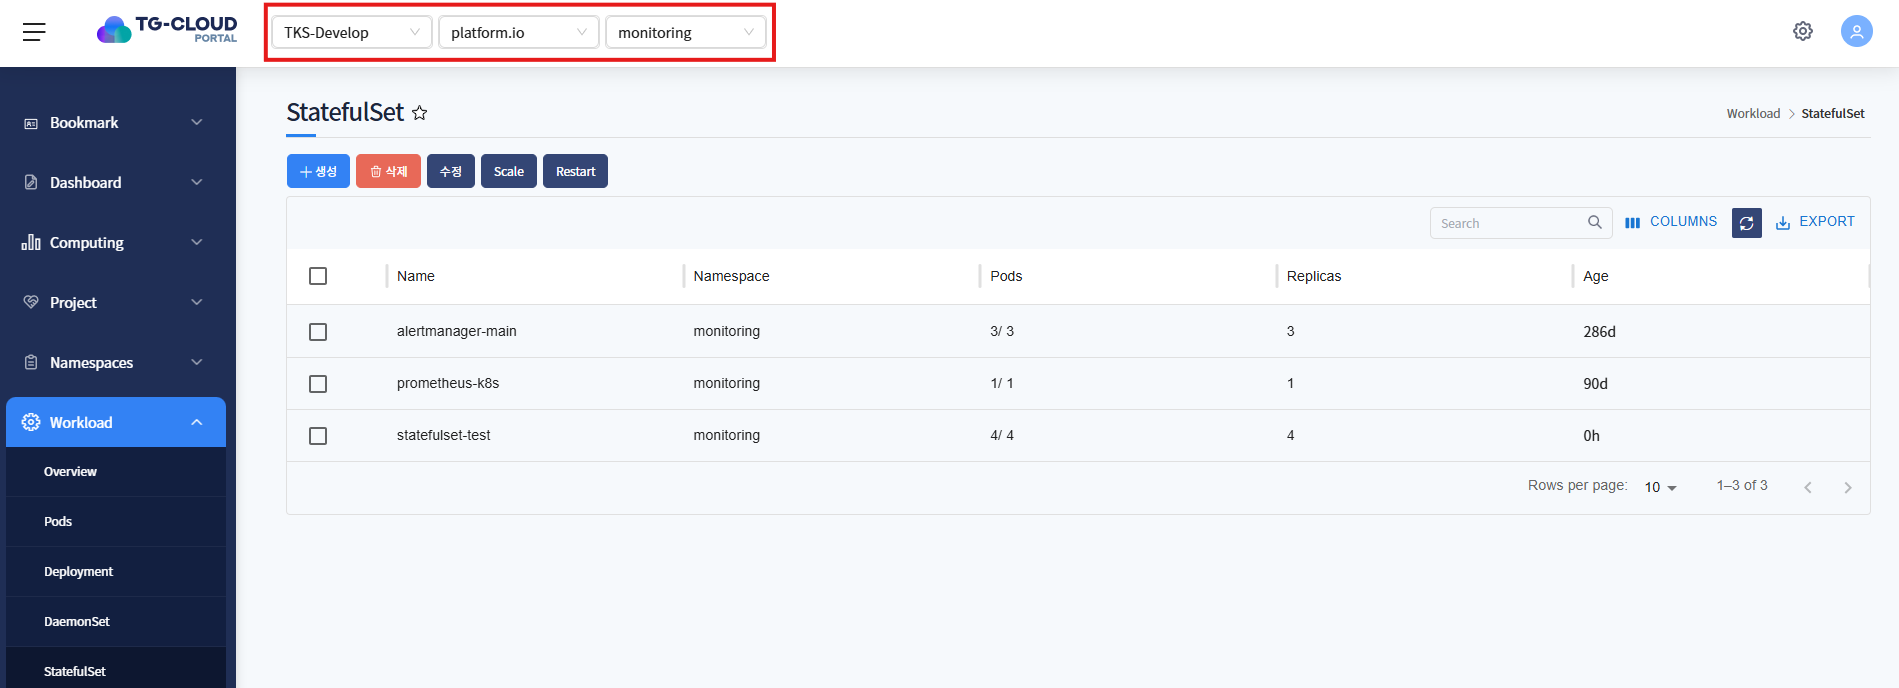 TG-CLOUD
PORTAL
TKS-Develop
platform.io
monitoring
Bookmark
Dashboard
Computing
Project
Namespaces
Workload
Overview
Pods
Deployment
DaemonSet
StatefulSet
StatefulSet
Workload > StatefulSet
생성
삭제
수정
Scale
Restart
Search
COLUMNS
EXPORT
Name Namespace Pods Replicas Age
alertmanager-main monitoring 3/ 3 3 286d
prometheus-k8s monitoring 1/ 1 1 90d
statefulset-test monitoring 4/ 4 4 0h
Rows per page: 10 1–3 of 3